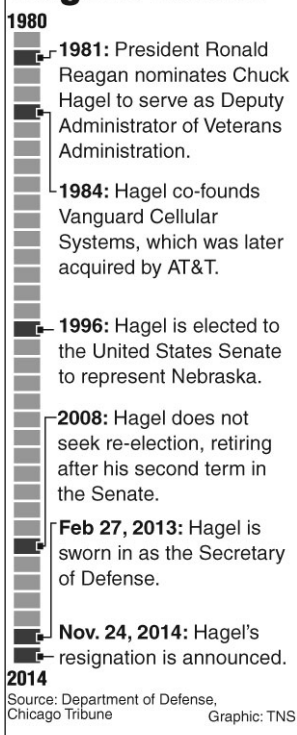 1980
1981: President Ronald
Reagan nominates Chuck
Hagel to serve as Deputy
Administrator of Veterans
Administration.
1984: Hagel co-founds
Vanguard Cellular
Systems, which was later
acquired by AT&T.
1996: Hagel is elected to
the United States Senate
to represent Nebraska.
2008: Hagel does not
seek re-election, retiring
after his second term in
the Senate.
Feb 27, 2013: Hagel is
sworn in as the Secretary
of Defense.
Nov. 24, 2014: Hagel's
resignation is announced.
2014
Source: Department of Defense,
Chicago Tribune
Graphic: TNS